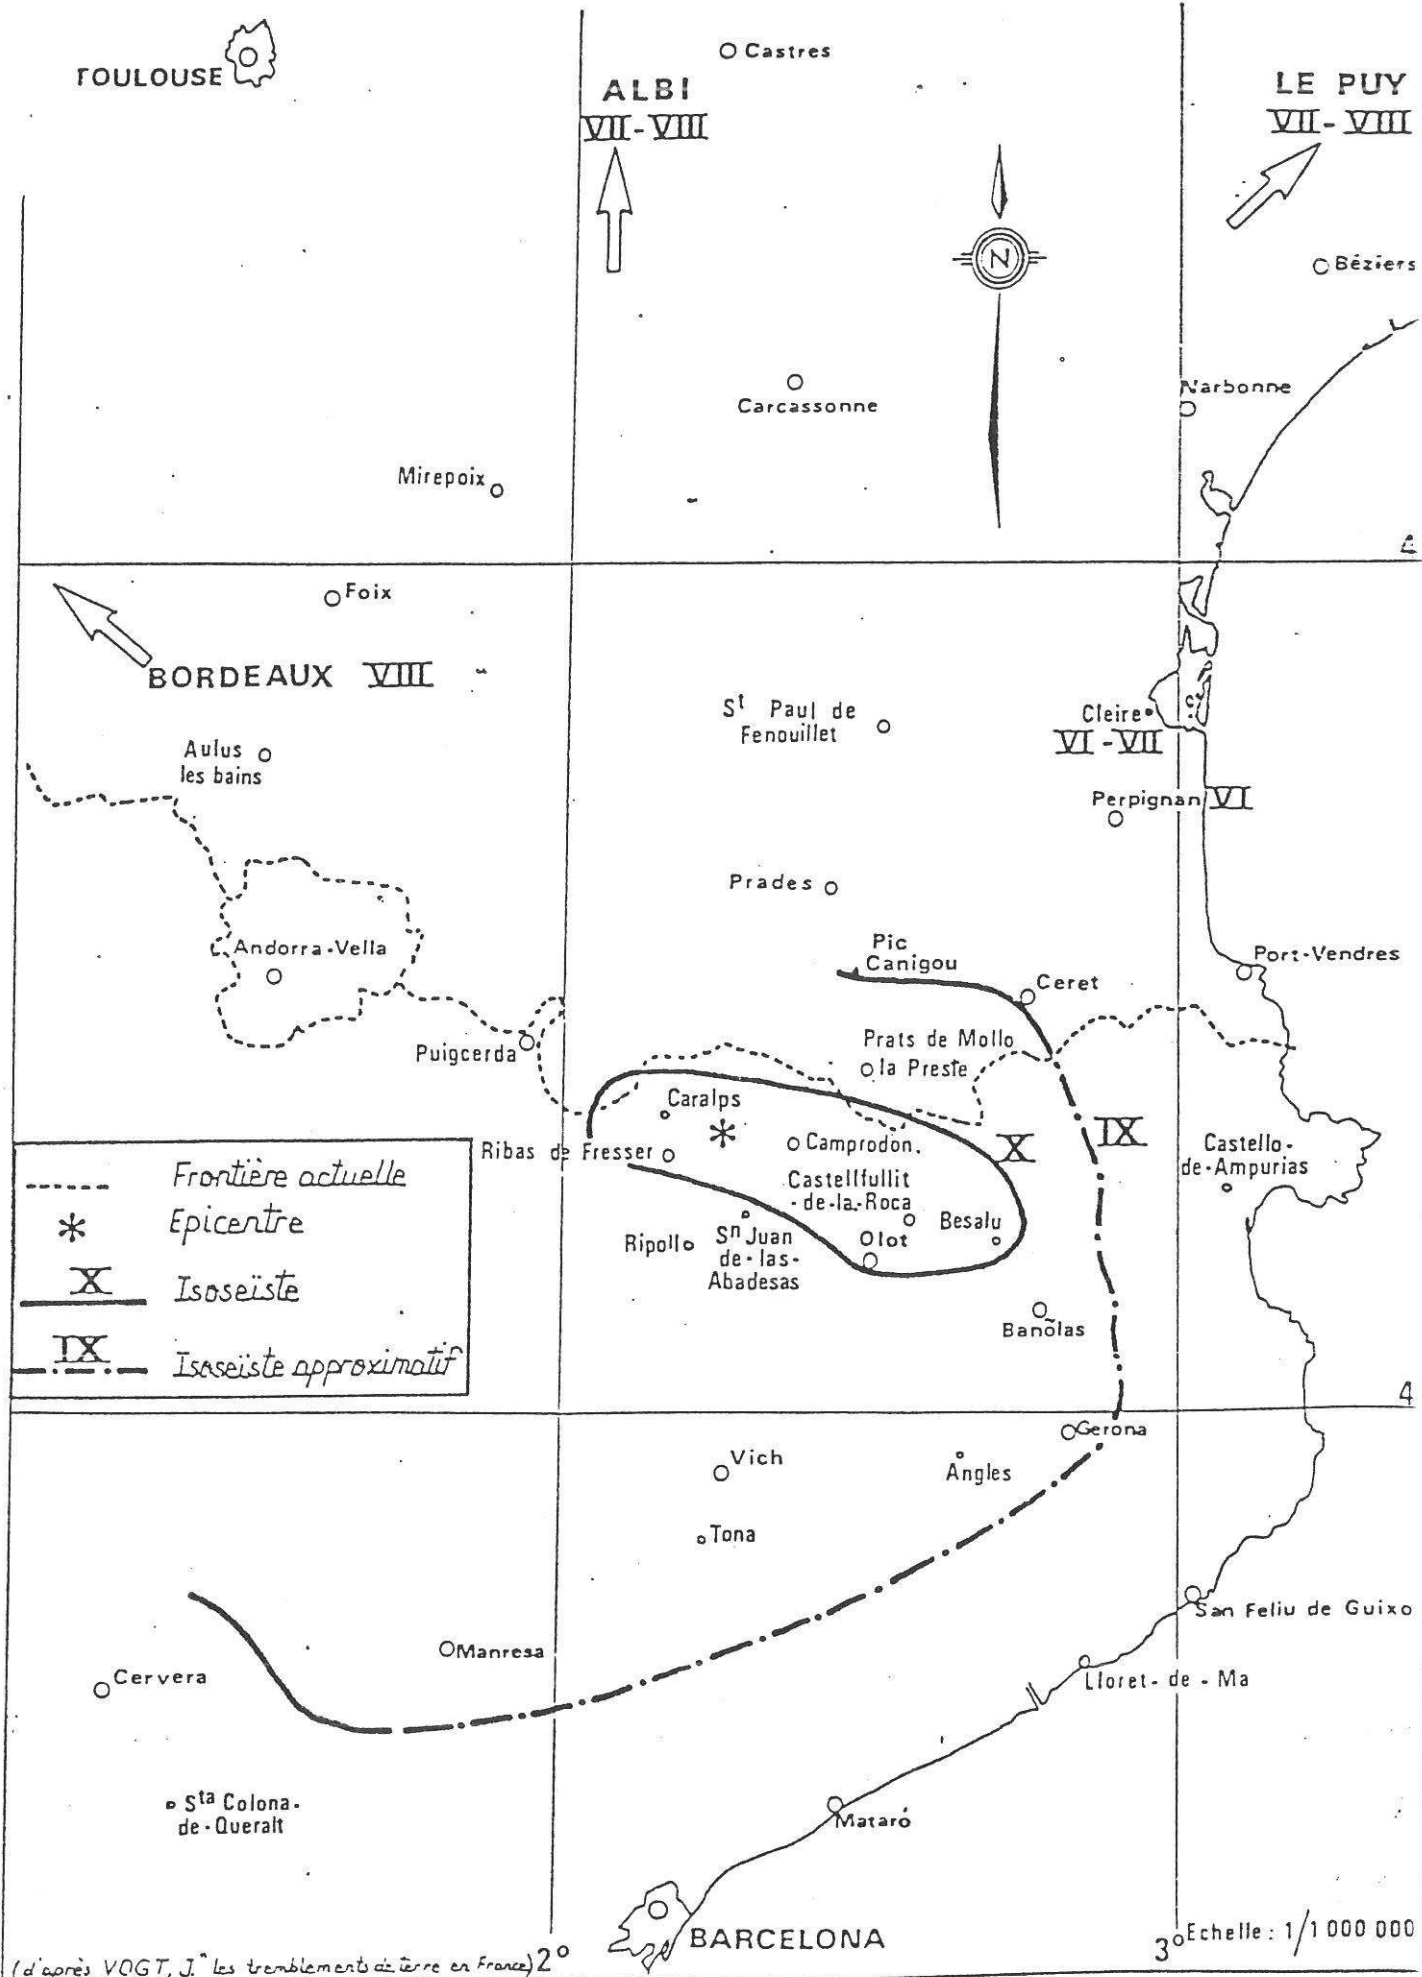 TOULOUSE
Castres
ALBI
VII-VIII
LE PUY
VII-VIII
N
Béziers
Carcassonne
Narbonne
Mirepoix
4
Foix
BORDEAUX VIII
St Paul de
Fenouillet
Cleire
VI-VII
Aulus
les bains
Perpignan VI
Prades
Andorra-Vella
Pic
Canigou
Port-Vendres
Ceret
Puigcerda
Prats de Mollo
la Preste
Caralps
IX
X
Ribas de Fresser
Camprodon.
Castello-
de-Ampurias
Castellfullit
-de-la-Roca
Besalu
Ripoll
Sn Juan
de-las-
Abadesas
Olot
Banõlas
Frontière actuelle
Epicentre
X
Isoseïste
IX
Isoseïste approximatif
4
Gerona
Vich
Angles
Tona
San Feliu de Guixo
Manresa
Cervera
Lloret-de-Ma
Sta Colona-
de-Queralt
Mataró
BARCELONA
Echelle: 1/1 000 000
2°
3°
(d'après VOGT, J." les tremblements de terre en France)